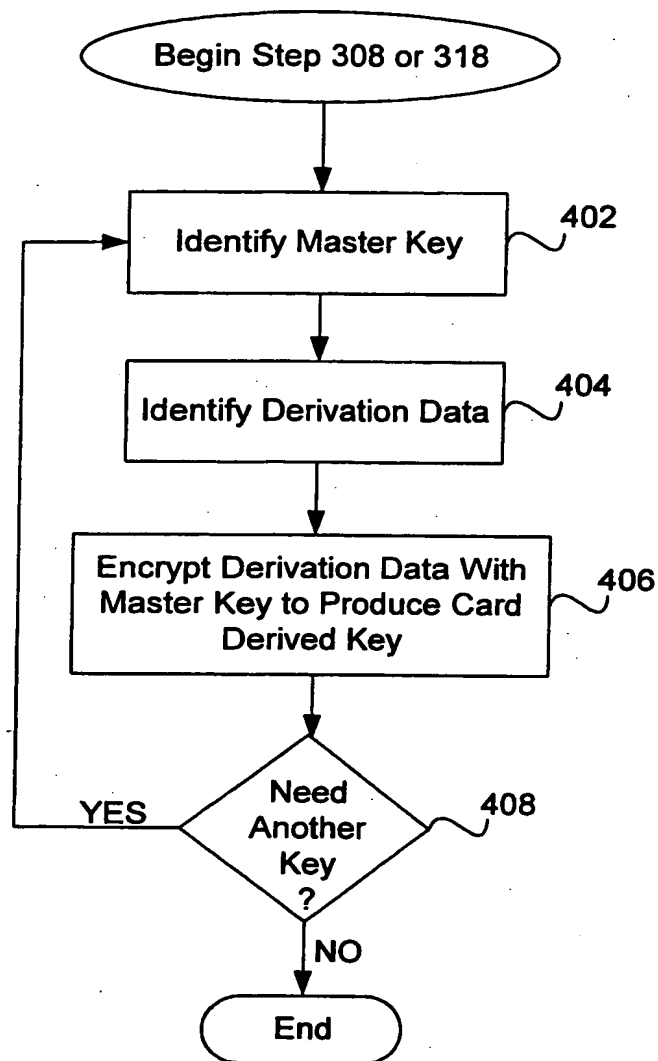 Begin Step 308 or 318
Identify Master Key
402
Identify Derivation Data
404
Encrypt Derivation Data With
Master Key to Produce Card
Derived Key
406
Need
Another
Key
?
408
YES
NO
End